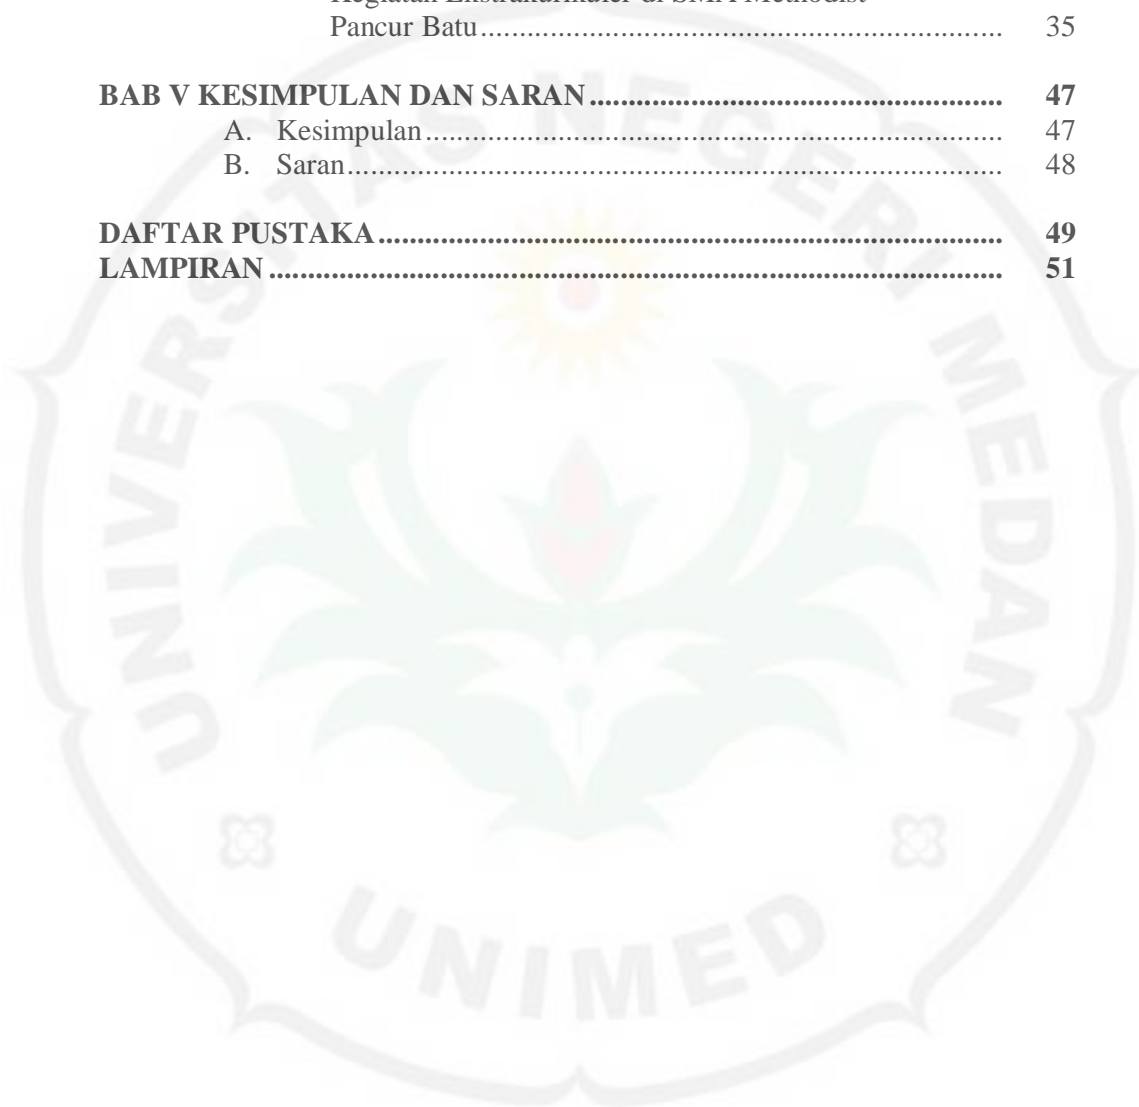 Kegiatan Ekstrakurikuler di SMA Methodist
Pancur Batu.................................................................. 35
BAB V KESIMPULAN DAN SARAN..................................................... 47
A. Kesimpulan.......................................................................... 47
B. Saran.................................................................................... 48
DAFTAR PUSTAKA................................................................................ 49
LAMPIRAN.............................................................................................. 51
UNIVERSITAS NEGERI MEDAN
UNIMED